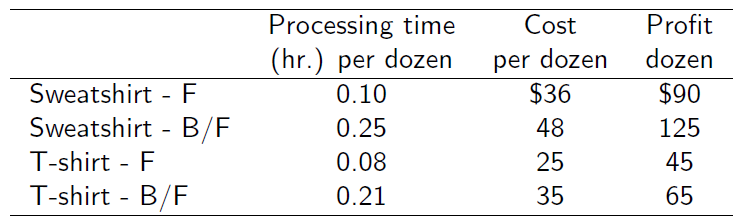 Processing time Cost Profit
(hr.) per dozen per dozen dozen
Sweatshirt - F 0.10 $36 $90
Sweatshirt - B/F 0.25 48 125
T-shirt - F 0.08 25 45
T-shirt - B/F 0.21 35 65